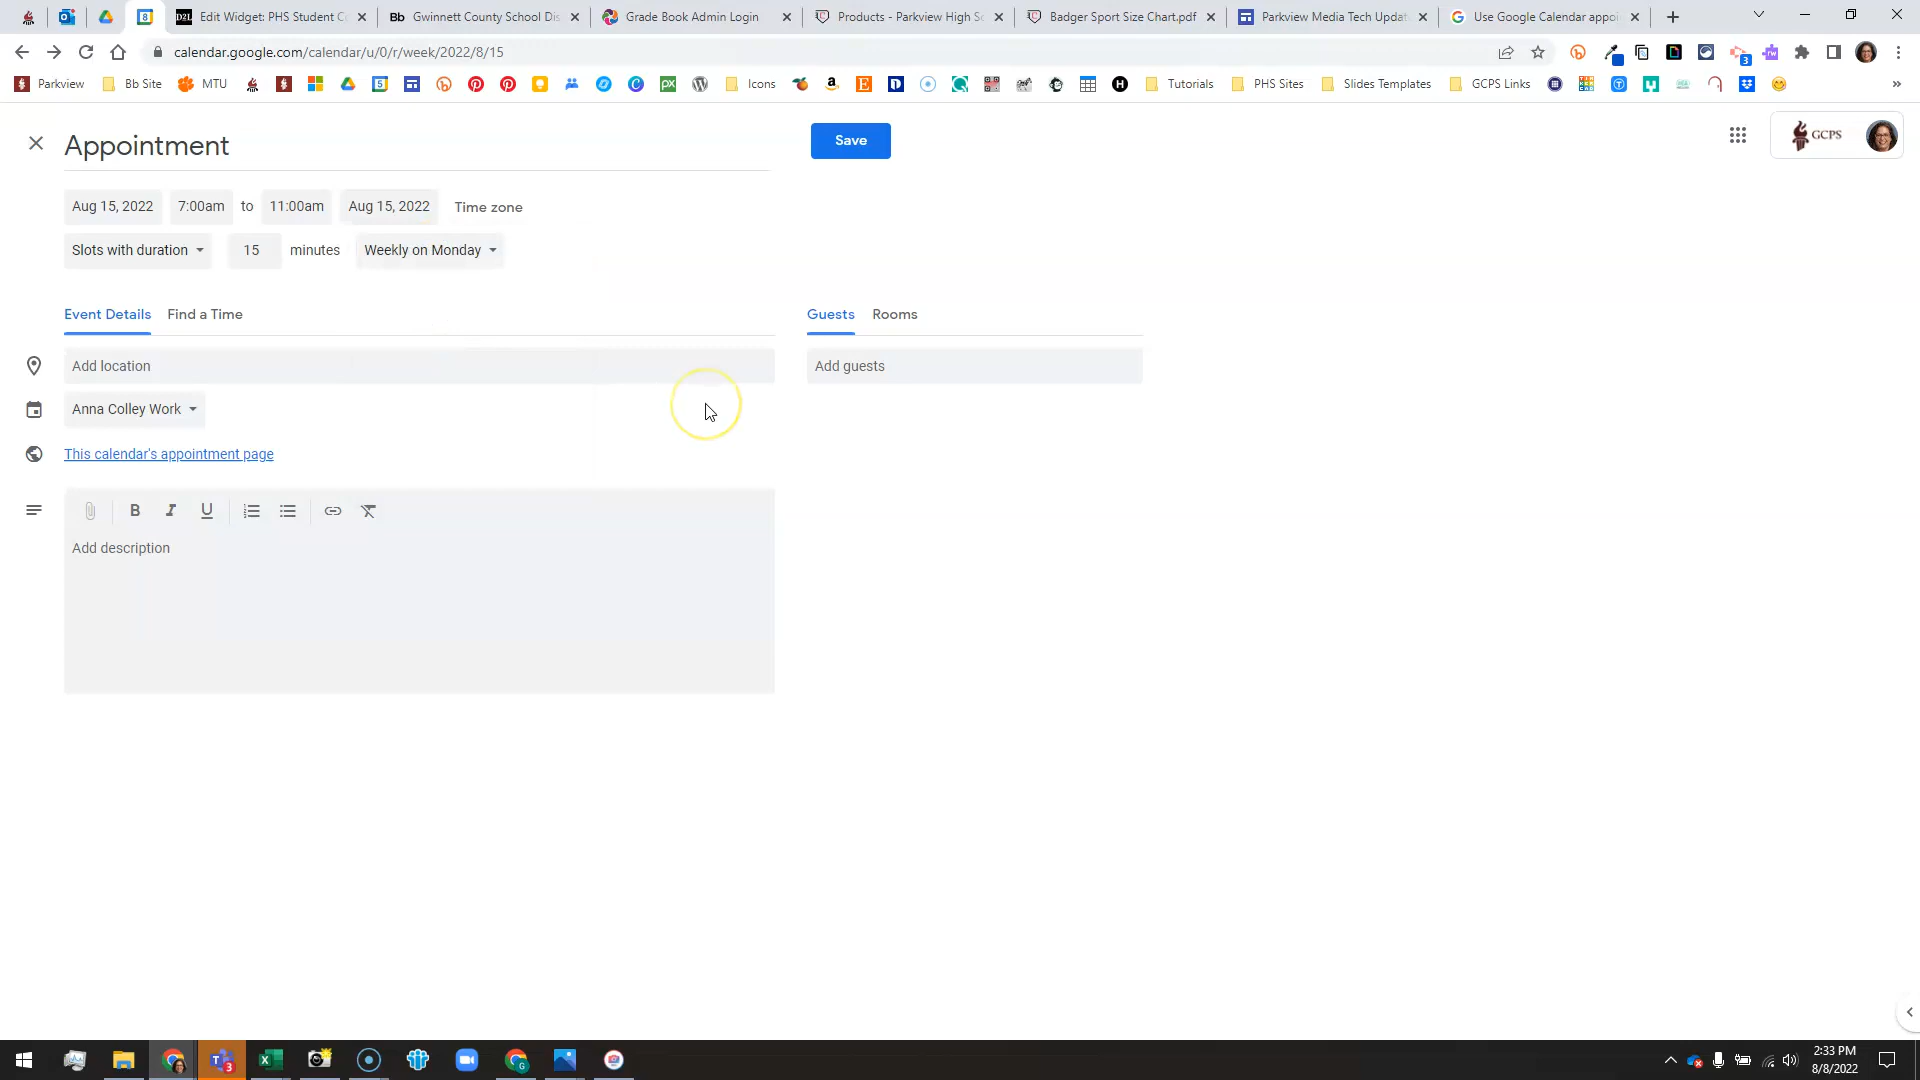 D2L Edit Widget: PHS Student C
Bb Gwinnett County School Dis
Grade Book Admin Login
Products - Parkview High S
Badger Sport Size Chart.pdf
Parkview Media Tech Updat
Use Google Calendar appoi
calendar.google.com/calendar/u/0/r/week/2022/8/15
3
Parkview
Bb Site
MTU
Icons
Tutorials
PHS Sites
Slides Templates
GCPS Links
Appointment
Save
GCPS
Aug 15, 2022 7:00am to 11:00am Aug 15, 2022 Time zone
Slots with duration 15 minutes Weekly on Monday
Event Details Find a Time
Guests Rooms
Add location
Add guests
Anna Colley Work
This calendar's appointment page
B I U
Add description
2:33 PM
8/8/2022